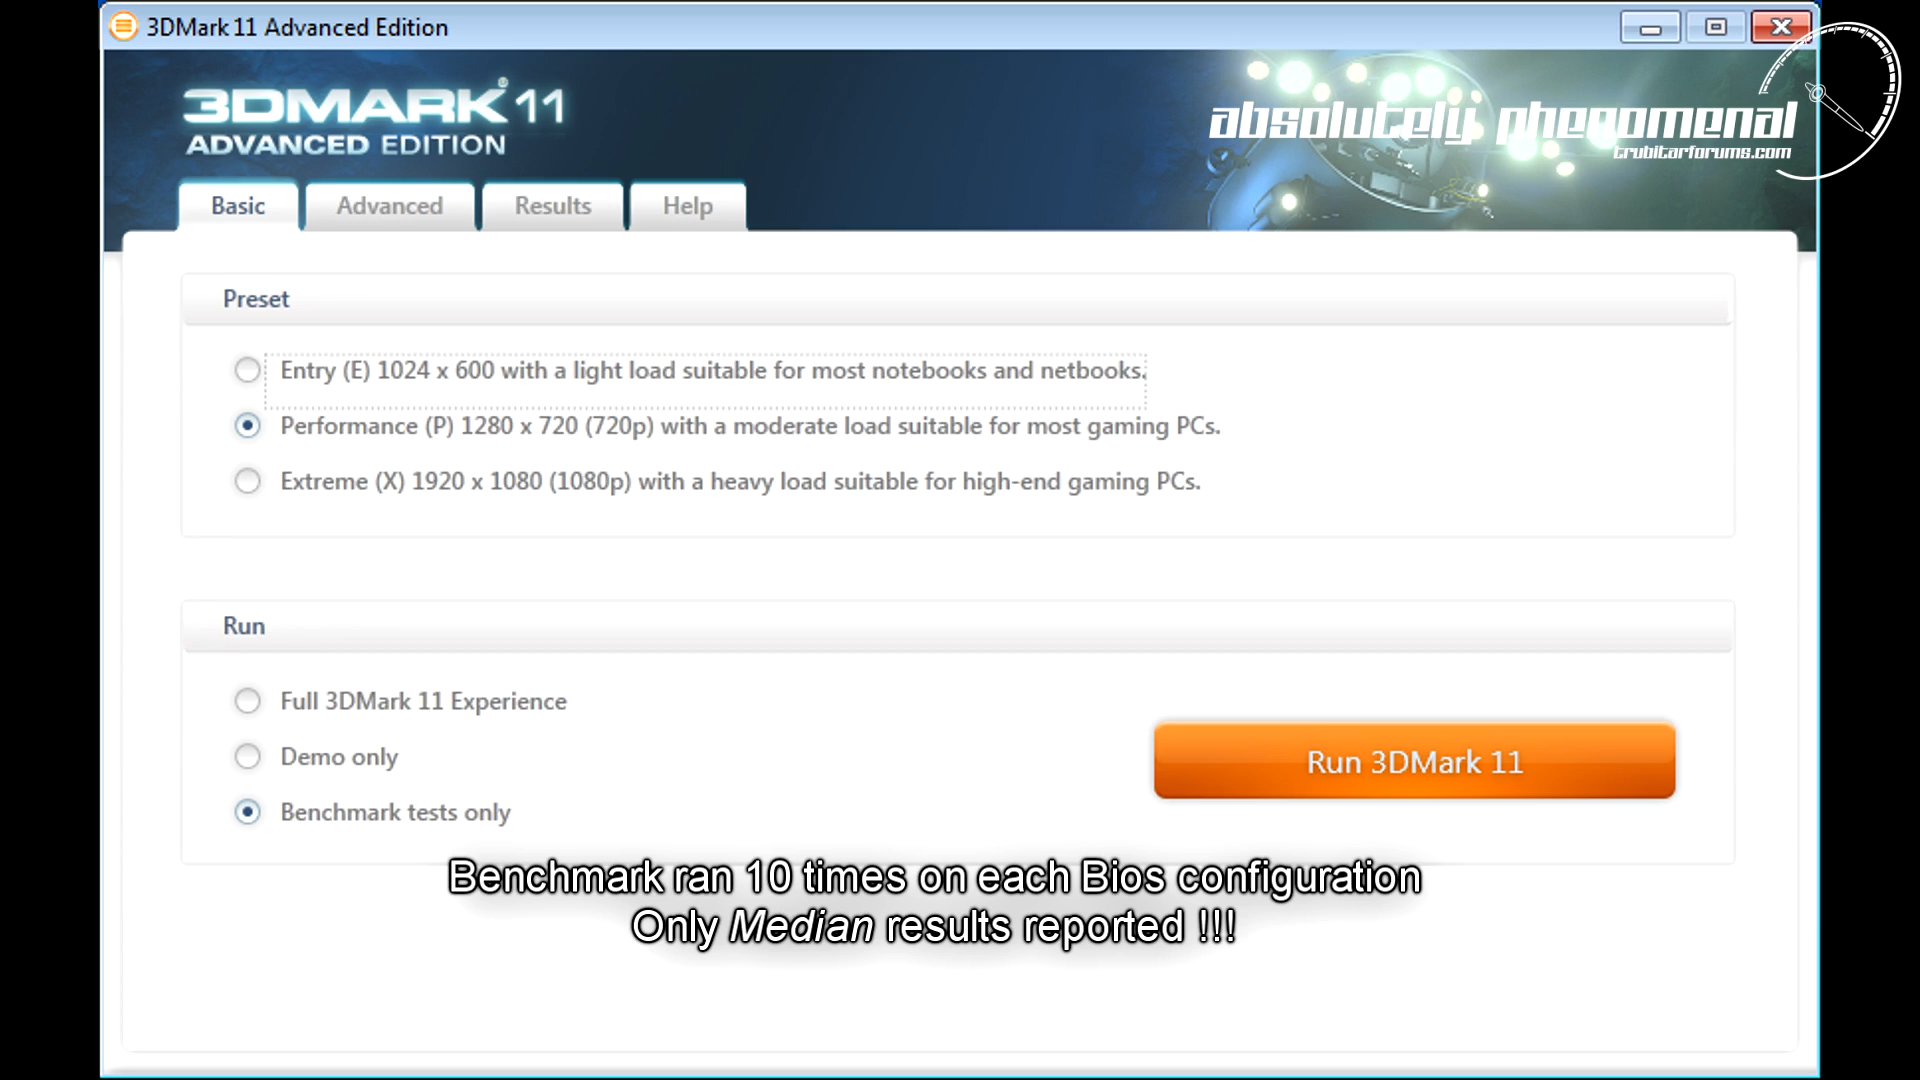 3DMark 11 Advanced Edition
3DMARK® 11
ADVANCED EDITION
absolutely phenomenal
trubitarforums.com
Basic
Advanced
Results
Help
Preset
Entry (E) 1024 x 600 with a light load suitable for most notebooks and netbooks.
Performance (P) 1280 x 720 (720p) with a moderate load suitable for most gaming PCs.
Extreme (X) 1920 x 1080 (1080p) with a heavy load suitable for high-end gaming PCs.
Run
Full 3DMark 11 Experience
Demo only
Benchmark tests only
Run 3DMark 11
Benchmark ran 10 times on each Bios configuration
Only Median results reported !!!